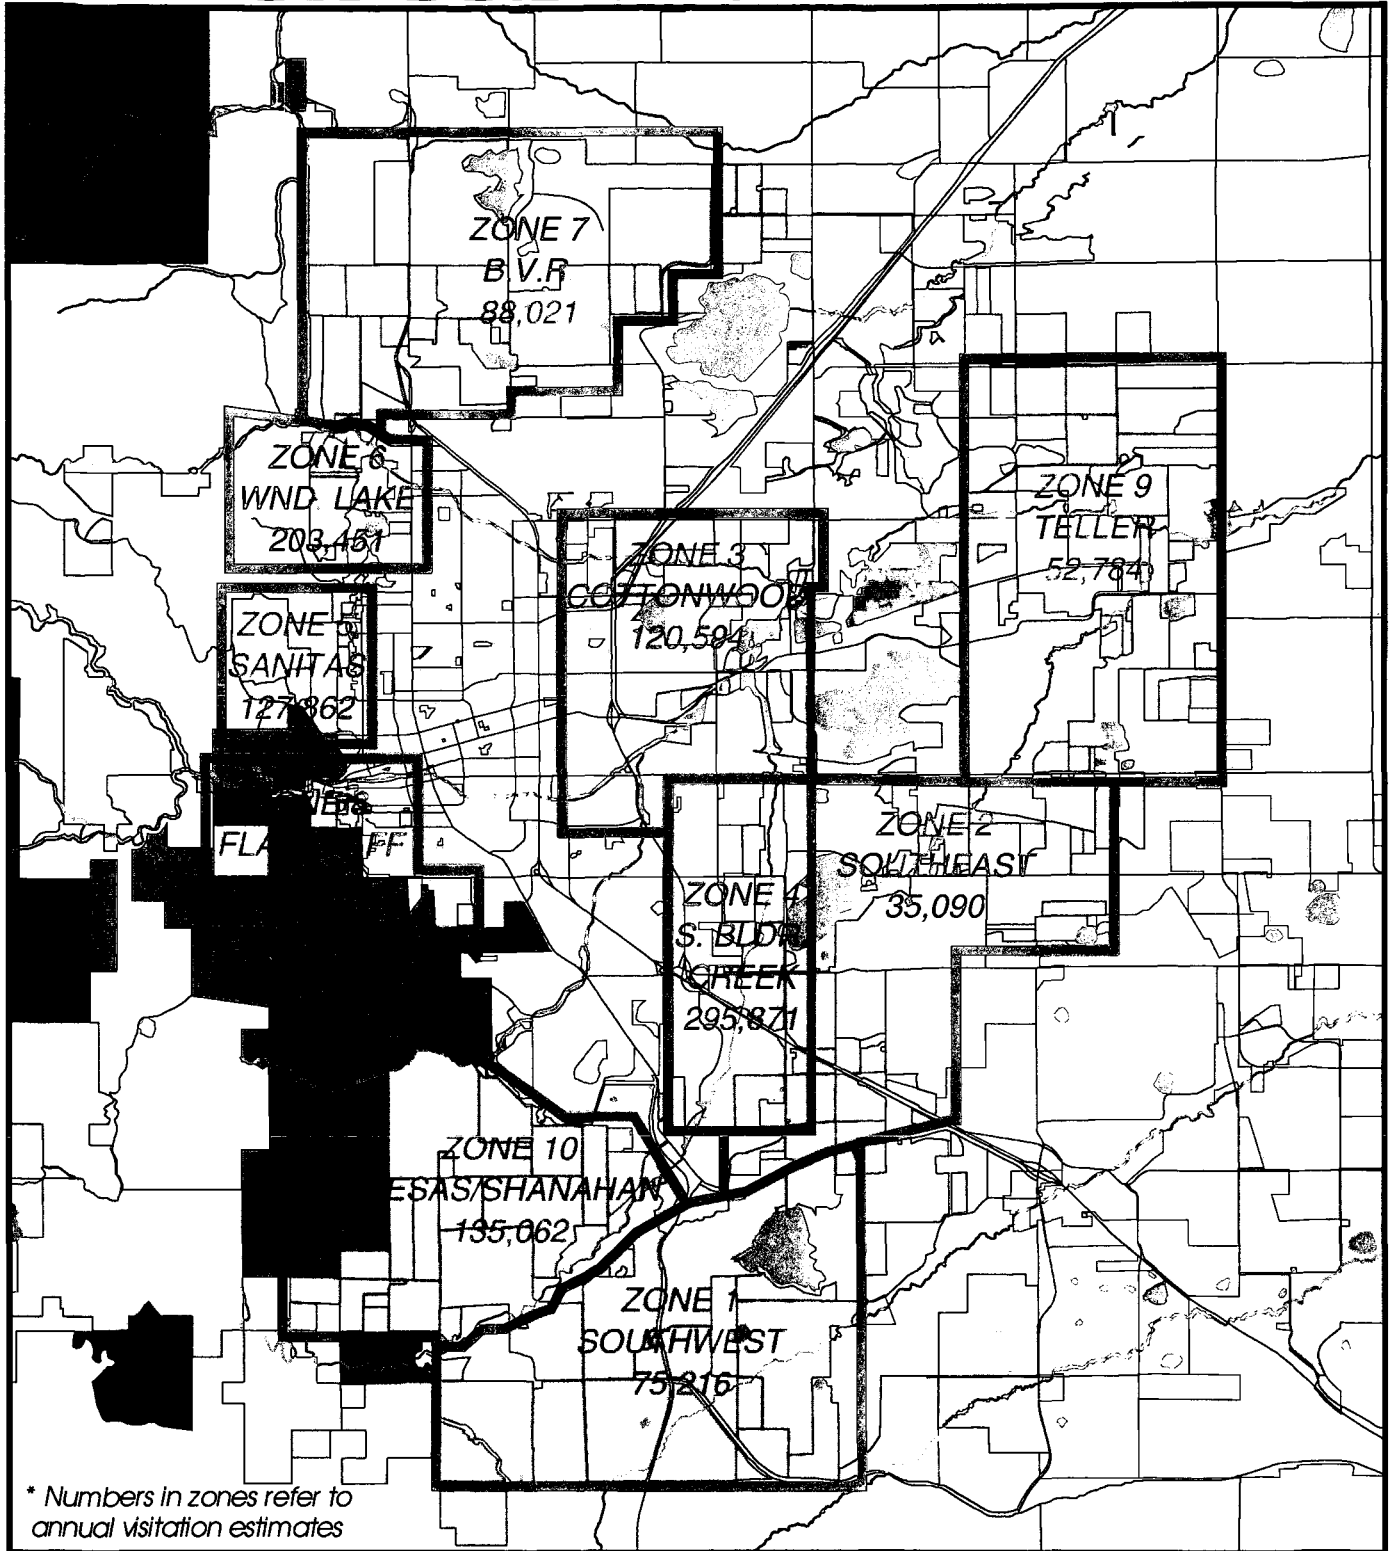 ZONE 7
B.V.R
88,021
ZONE 6
WND. LAKE
203,451
ZONE 9
TELLER
52,784
ZONE 3
COTTONWOOD
120,594
ZONE 5
SANITAS
127,862
FLA FF
ZONE 2
SOUTHEAST
35,090
ZONE 4
S. BLDR
CREEK
295,871
ZONE 10
ESAS/SHANAHAN
135,062
ZONE 1
SOUTHWEST
75,216
* Numbers in zones refer to
annual visitation estimates